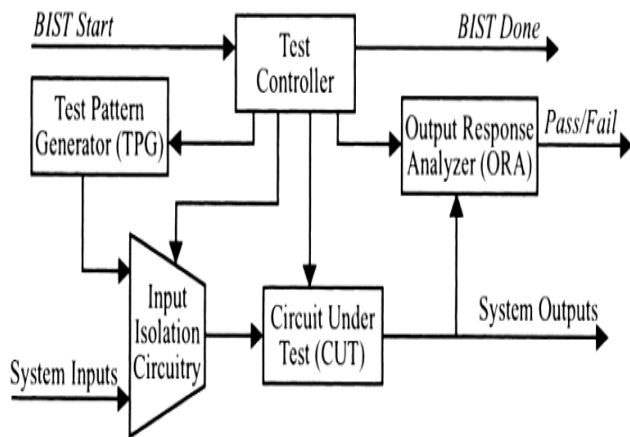 BIST Start
Test
Controller
BIST Done
Test Pattern
Generator (TPG)
Output Response
Analyzer (ORA)
Pass/Fail
Input
Isolation
Circuitry
Circuit Under
Test (CUT)
System Outputs
System Inputs